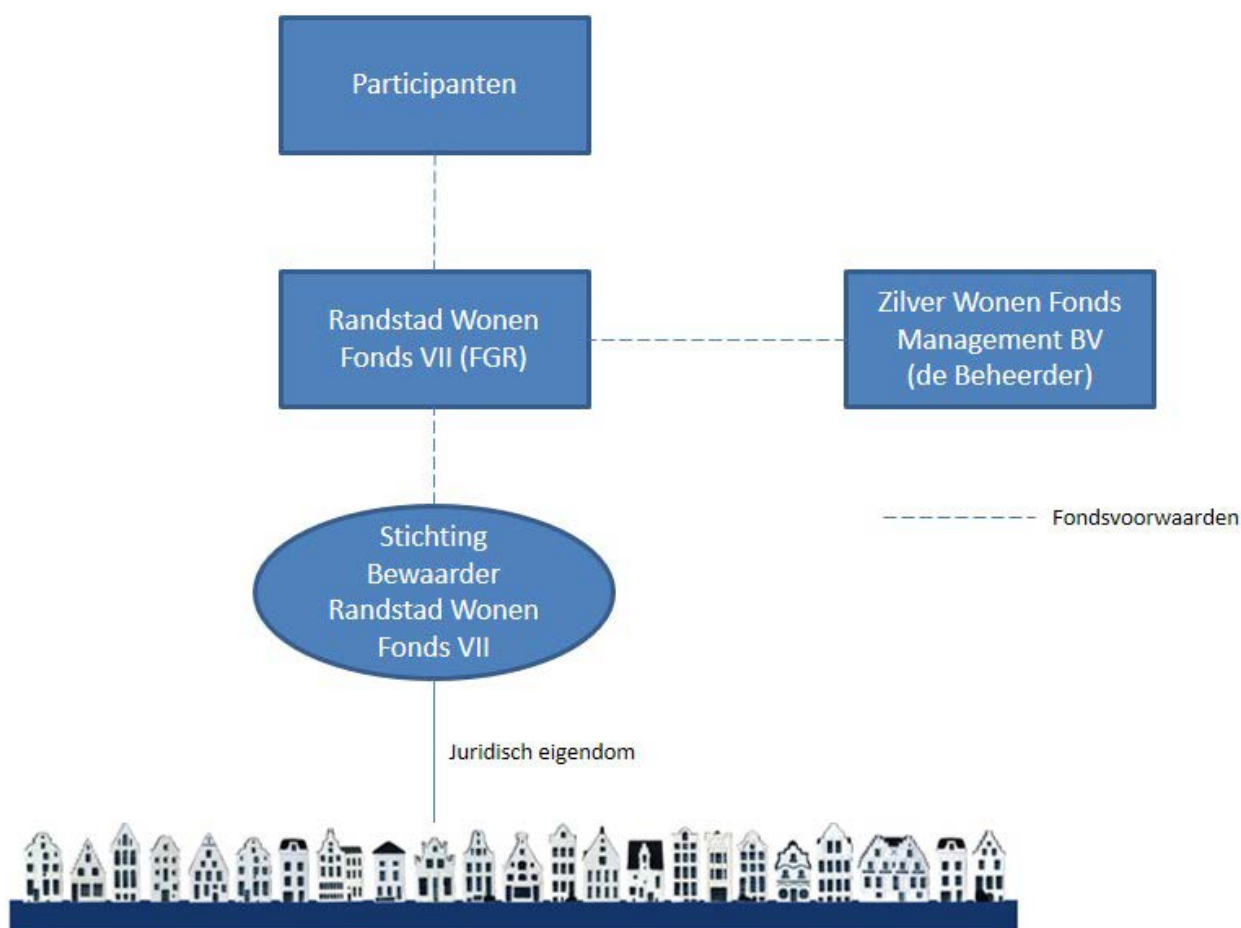 Participanten
Randstad Wonen
Fonds VII (FGR)
Zilver Wonen Fonds
Management BV
(de Beheerder)
Stichting
Bewaarder
Randstad Wonen
Fonds VII
Fondsvoorwaarden
Juridisch eigendom